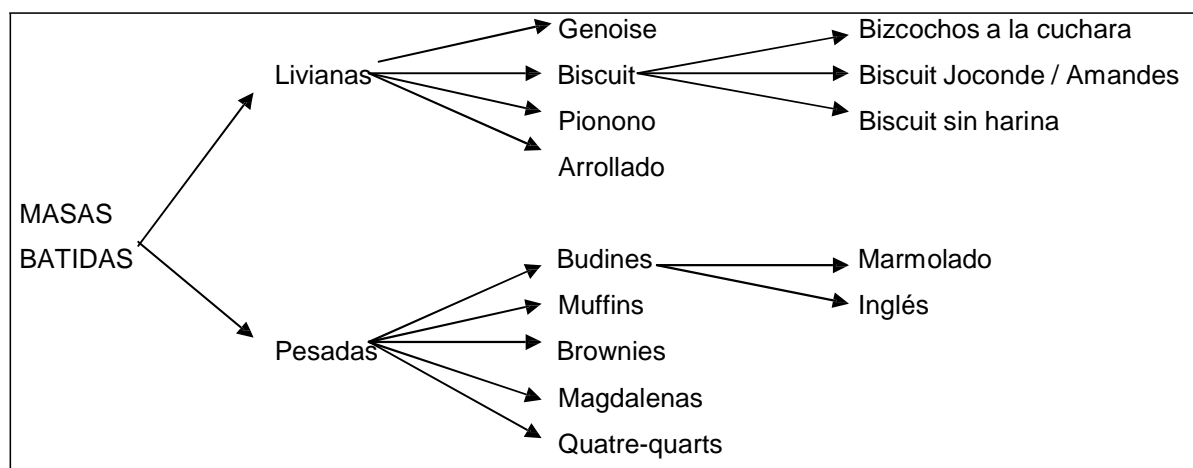 MASAS
BATIDAS
Livianas
Genoise
Biscuit
Pionono
Arrollado
Bizcochos a la cuchara
Biscuit Joconde / Amandes
Biscuit sin harina
Pesadas
Budines
Muffins
Brownies
Magdalenas
Quatre-quarts
Marmolado
Inglés